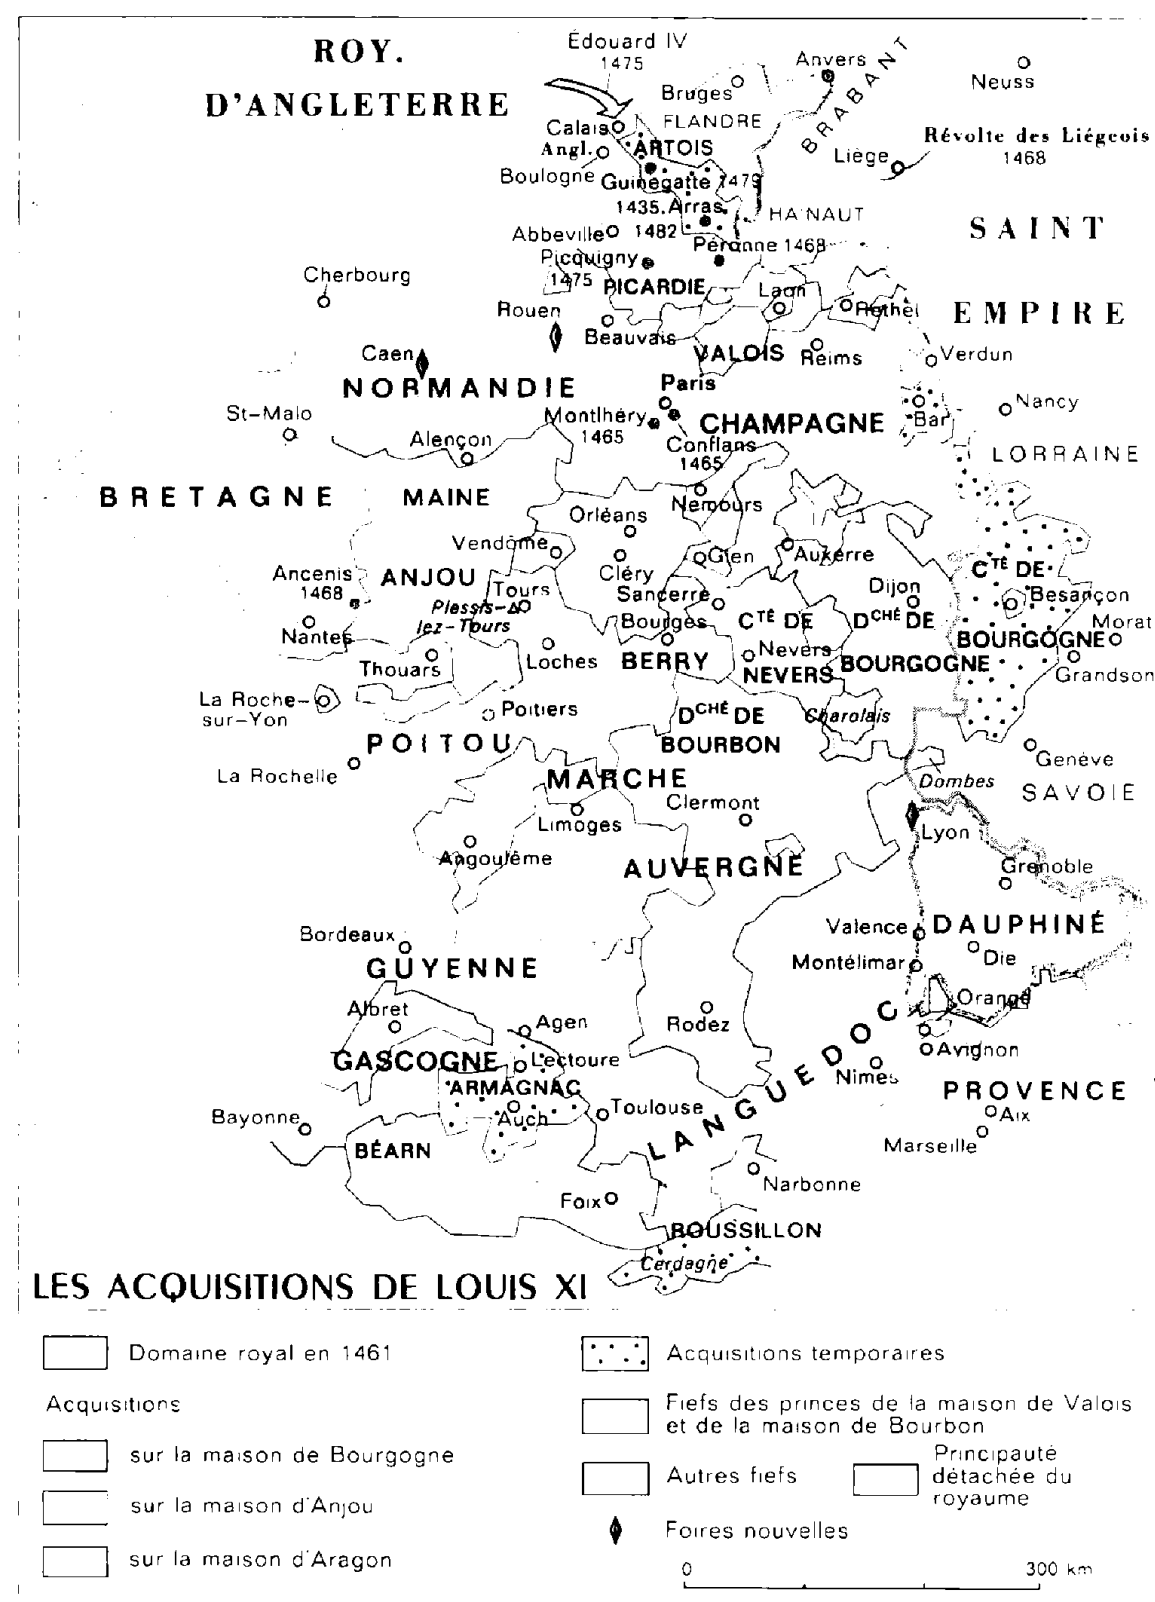 ROY.
D'ANGLETERRE
Édouard IV
1475
Anvers
Neuss
Bruges
FLANDRE
BRABANT
Calais
Angl.
ARTOIS
Révolte des Liégeois
1468
Liège
Boulogne
Guinegatte 1479
1435.Arras.
1482
HAINAUT
SAINT
EMPIRE
Abbeville
Péronne 1468
Picquigny
1475
PICARDIE
Cherbourg
Laon
Rethel
Rouen
Beauvais
VALOIS
Reims
Verdun
Caen
NORMANDIE
Paris
Bar
Nancy
St-Malo
Montlhéry
1465
CHAMPAGNE
Conflans
1465
Alençon
LORRAINE
BRETAGNE
MAINE
Nemours
Orléans
Vendôme
Cléry
Gien
Auxerre
Ancenis
1468
ANJOU
Tours
Plessis-
lez-Tours
Sancerre
Dijon
CTÉ DE
BOURGOGNE
Besançon
Morat
Nantes
Bourges
CTÉ DE
NEVERS
DCHÉ DE
BOURGOGNE
Thouars
Loches
BERRY
Nevers
Grandson
La Roche-
sur-Yon
Poitiers
DCHÉ DE
BOURBON
Charolais
POITOU
Genève
La Rochelle
MARCHE
Dombes
SAVOIE
Clermont
Limoges
Lyon
Angoulême
AUVERGNE
Grenoble
Valence
DAUPHINÉ
Bordeaux
Die
GUYENNE
Montélimar
Orange
Albret
Agen
Rodez
LANGUEDOC
Avignon
GASCOGNE
Lectoure
Nîmes
ARMAGNAC
PROVENCE
Auch
Toulouse
Aix
Bayonne
Marseille
BÉARN
Narbonne
Foix
ROUSSILLON
Cerdagne
LES ACQUISITIONS DE LOUIS XI
Domaine royal en 1461
Acquisitions
sur la maison de Bourgogne
sur la maison d'Anjou
sur la maison d'Aragon
Acquisitions temporaires
Fiefs des princes de la maison de Valois
et de la maison de Bourbon
Autres fiefs
Principauté
détachée du
royaume
Foires nouvelles
0
300 km